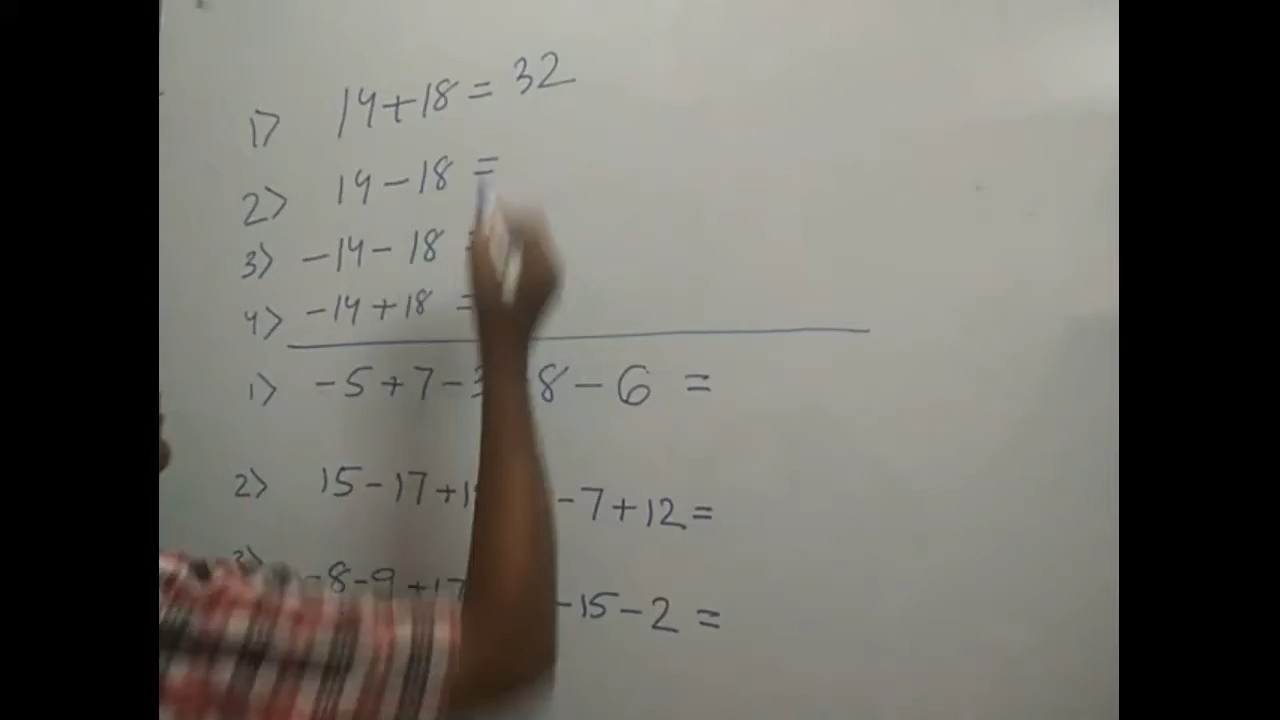 1> 14+18 = 32
2> 14-18 =
3> -14-18
4> -14+18 =
1> -5+7- 8-6 =
2> 15-17+ -7+12=
-8-9+17 -15-2 =